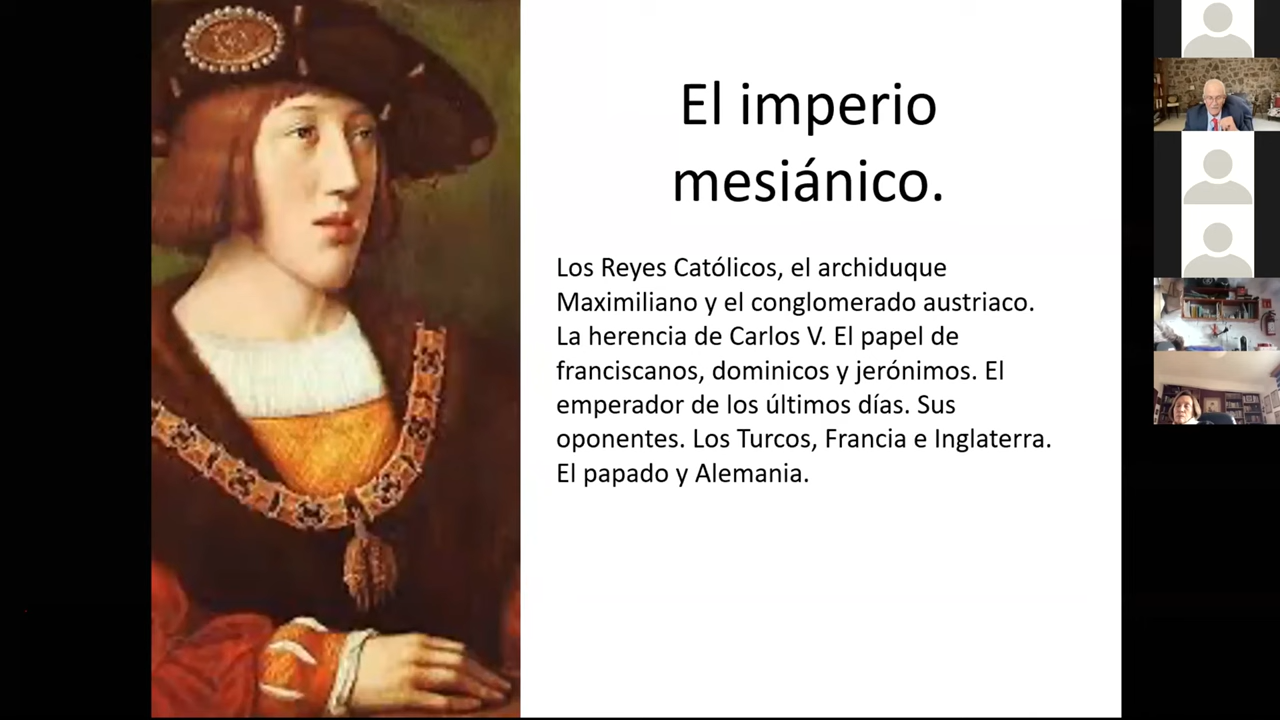 El imperio
mesiánico.
Los Reyes Católicos, el archiduque
Maximiliano y el conglomerado austriaco.
La herencia de Carlos V. El papel de
franciscanos, dominicos y jerónimos. El
emperador de los últimos días. Sus
oponentes. Los Turcos, Francia e Inglaterra.
El papado y Alemania.